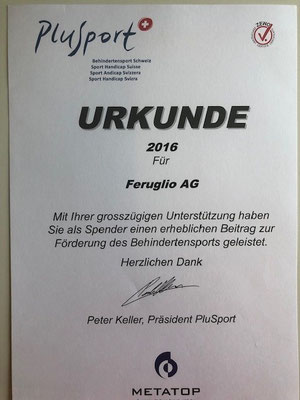 PluSport
ZEWO
Behindertensport Schweiz
Sport Handicap Suisse
Sport Andicap Svizzera
Sport Handicap Svizra
URKUNDE
2016
Für
Feruglio AG
Mit Ihrer grosszügigen Unterstützung haben
Sie als Spender einen erheblichen Beitrag zur
Förderung des Behindertensports geleistet.
Herzlichen Dank
Peter Keller, Präsident PluSport
METATOP